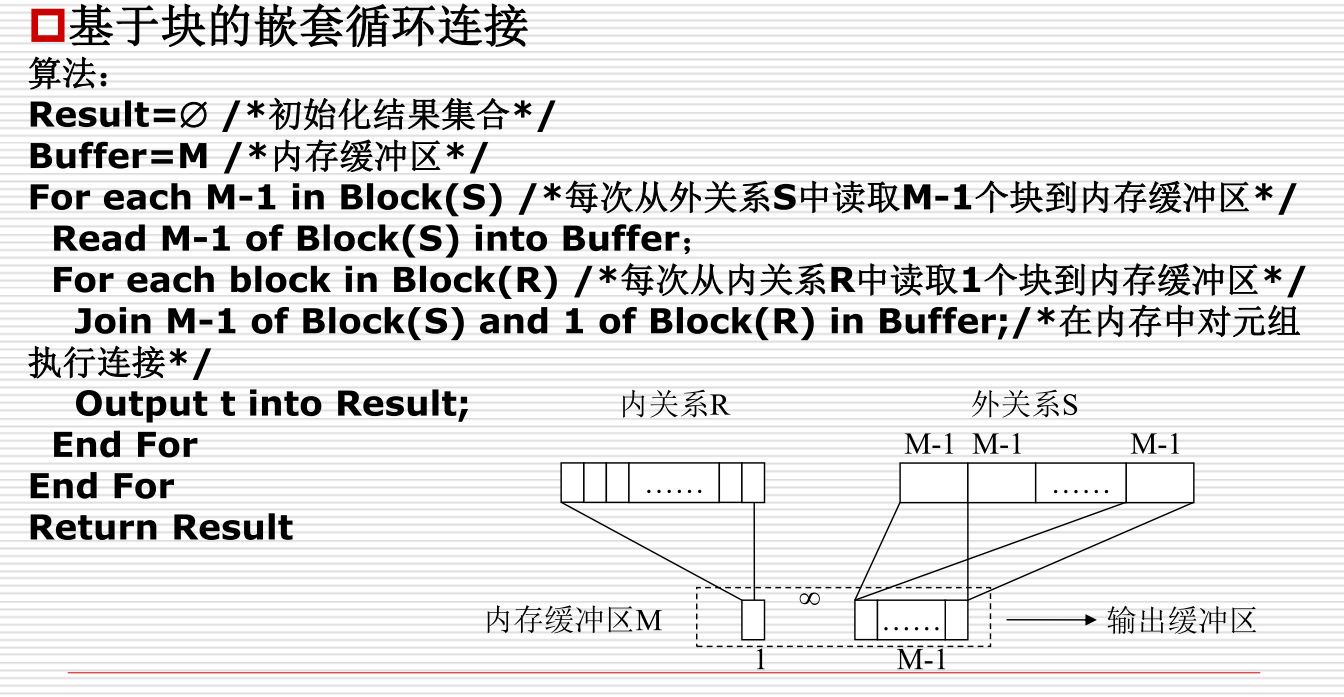 基于块的嵌套循环连接
算法：
Result=∅ /*初始化结果集合*/
Buffer=M /*内存缓冲区*/
For each M-1 in Block(S) /*每次从外关系S中读取M-1个块到内存缓冲区*/
Read M-1 of Block(S) into Buffer；
For each block in Block(R) /*每次从内关系R中读取1个块到内存缓冲区*/
Join M-1 of Block(S) and 1 of Block(R) in Buffer;/*在内存中对元组
执行连接*/
Output t into Result;
End For
End For
Return Result
内关系R
外关系S
M-1 M-1 M-1
......
......
∞
内存缓冲区M
......
输出缓冲区
1
M-1